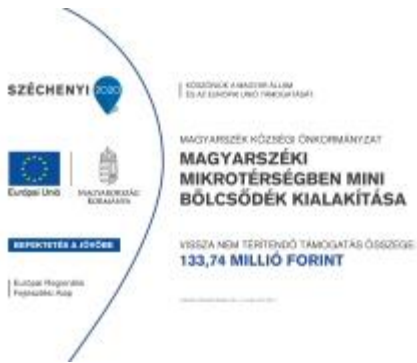 SZÉCHENYI 2020
KÖSZÖNJÜK A MAGYAR ÁLLAM
ÉS AZ EURÓPAI UNIÓ TÁMOGATÁSÁT.
MAGYARSZÉK KÖZSÉGI ÖNKORMÁNYZAT
MAGYARSZÉKI
MIKROTÉRSÉGBEN MINI
BÖLCSŐDÉK KIALAKÍTÁSA
Európai Unió
MAGYARORSZÁG
KORMÁNYA
BEFEKTETÉS A JÖVŐBE
VISSZA NEM TÉRÍTENDŐ TÁMOGATÁS ÖSSZEGE
133,74 MILLIÓ FORINT
Európai Regionális
Fejlesztési Alap